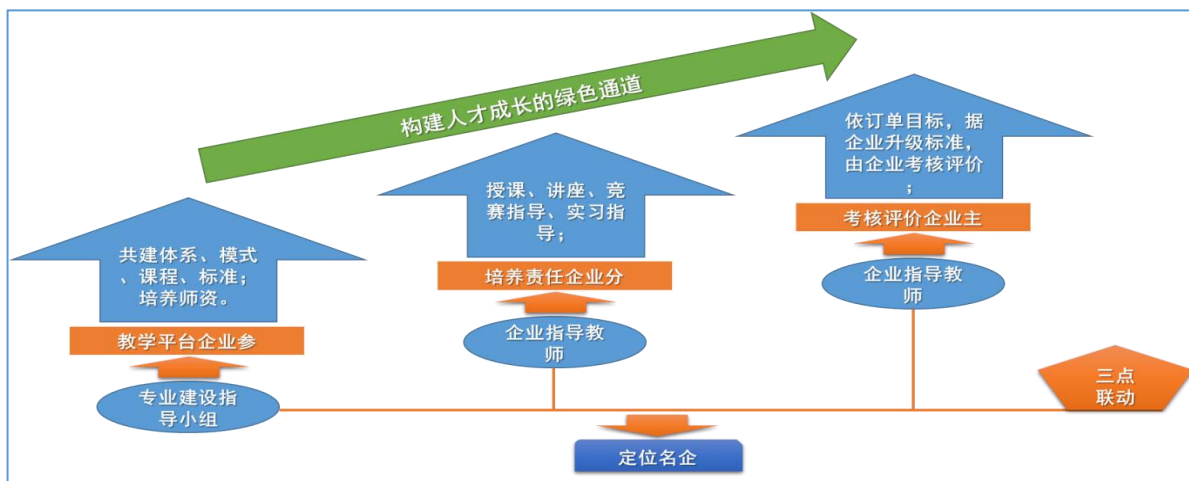 构建人才成长的绿色通道
共建体系、模式
、课程、标准；
培养师资。
教学平台企业参
专业建设指
导小组
授课、讲座、竞
赛指导、实习指
导；
培养责任企业分
企业指导教
师
依订单目标，据
企业升级标准，
由企业考核评价
；
考核评价企业主
企业指导教
师
三点
联动
定位名企